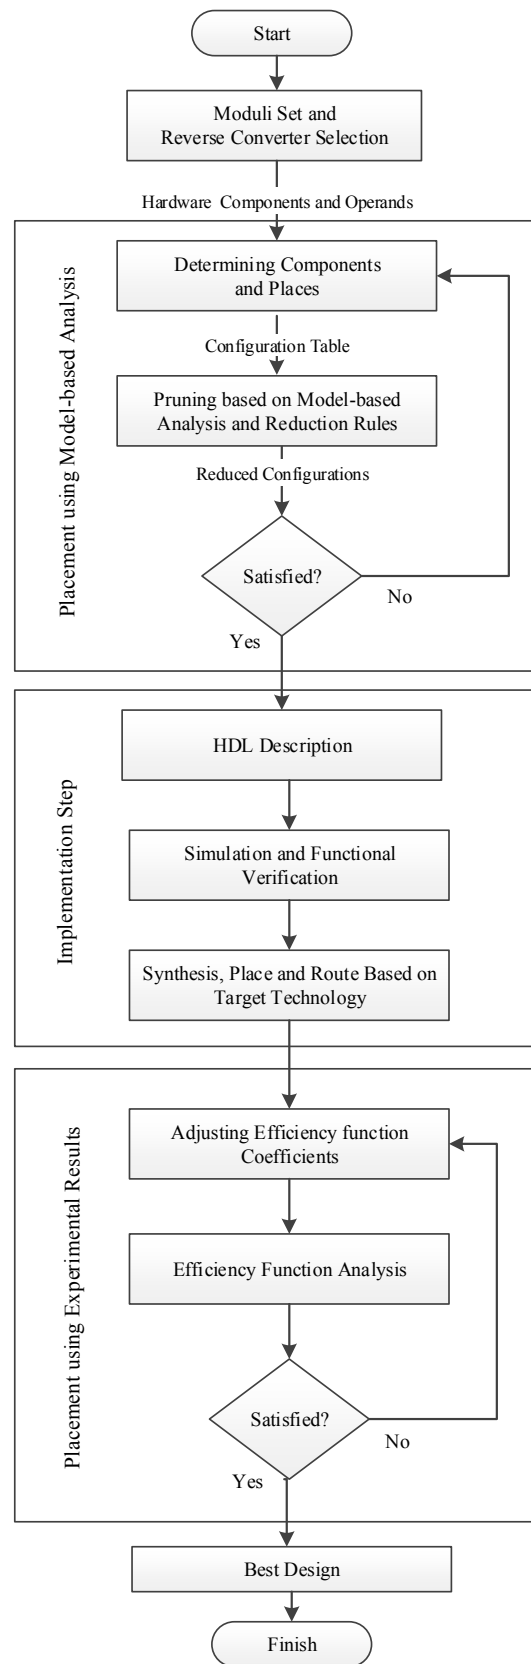 Start
Moduli Set and
Reverse Converter Selection
Hardware Components and Operands
Placement using Model-based Analysis
Determining Components
and Places
Configuration Table
Pruning based on Model-based
Analysis and Reduction Rules
Reduced Configurations
Satisfied?
No
Yes
Implementation Step
HDL Description
Simulation and Functional
Verification
Synthesis, Place and Route Based on
Target Technology
Placement using Experimental Results
Adjusting Efficiency function
Coefficients
Efficiency Function Analysis
Satisfied?
No
Yes
Best Design
Finish